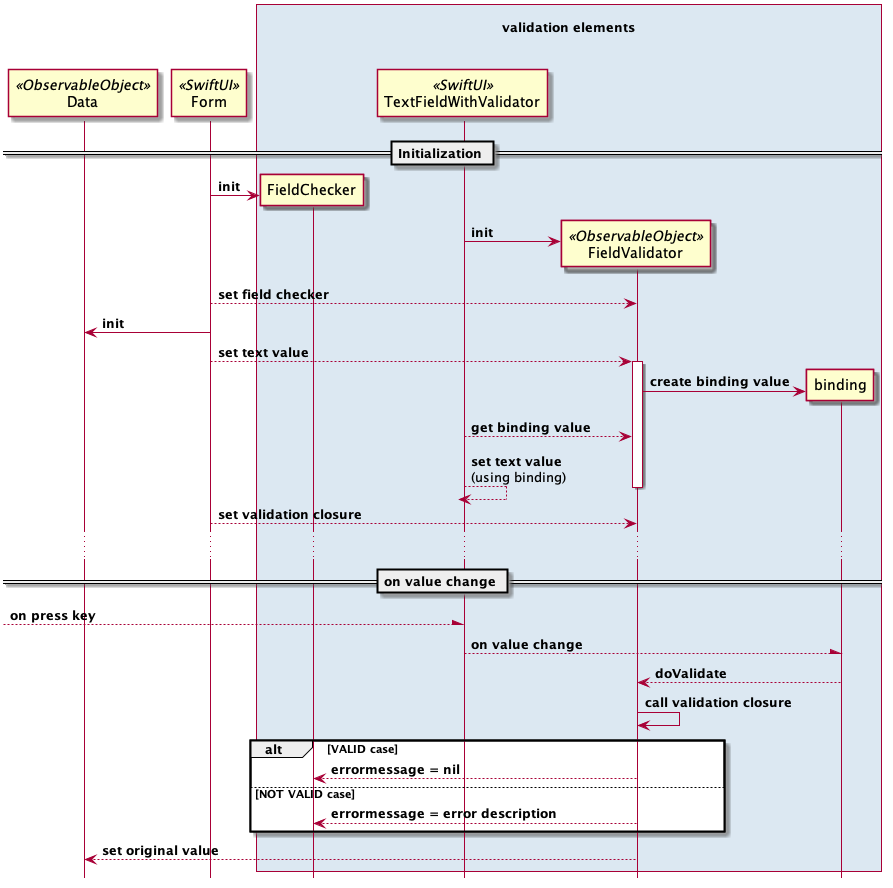 validation elements
«ObservableObject»
Data
«SwiftUI»
Form
«SwiftUI»
TextFieldWithValidator
Initialization
init
FieldChecker
init
«ObservableObject»
FieldValidator
set field checker
init
set text value
create binding value
binding
get binding value
set text value
(using binding)
set validation closure
on value change
on press key
on value change
doValidate
call validation closure
alt [VALID case]
errormessage = nil
[NOT VALID case]
errormessage = error description
set original value